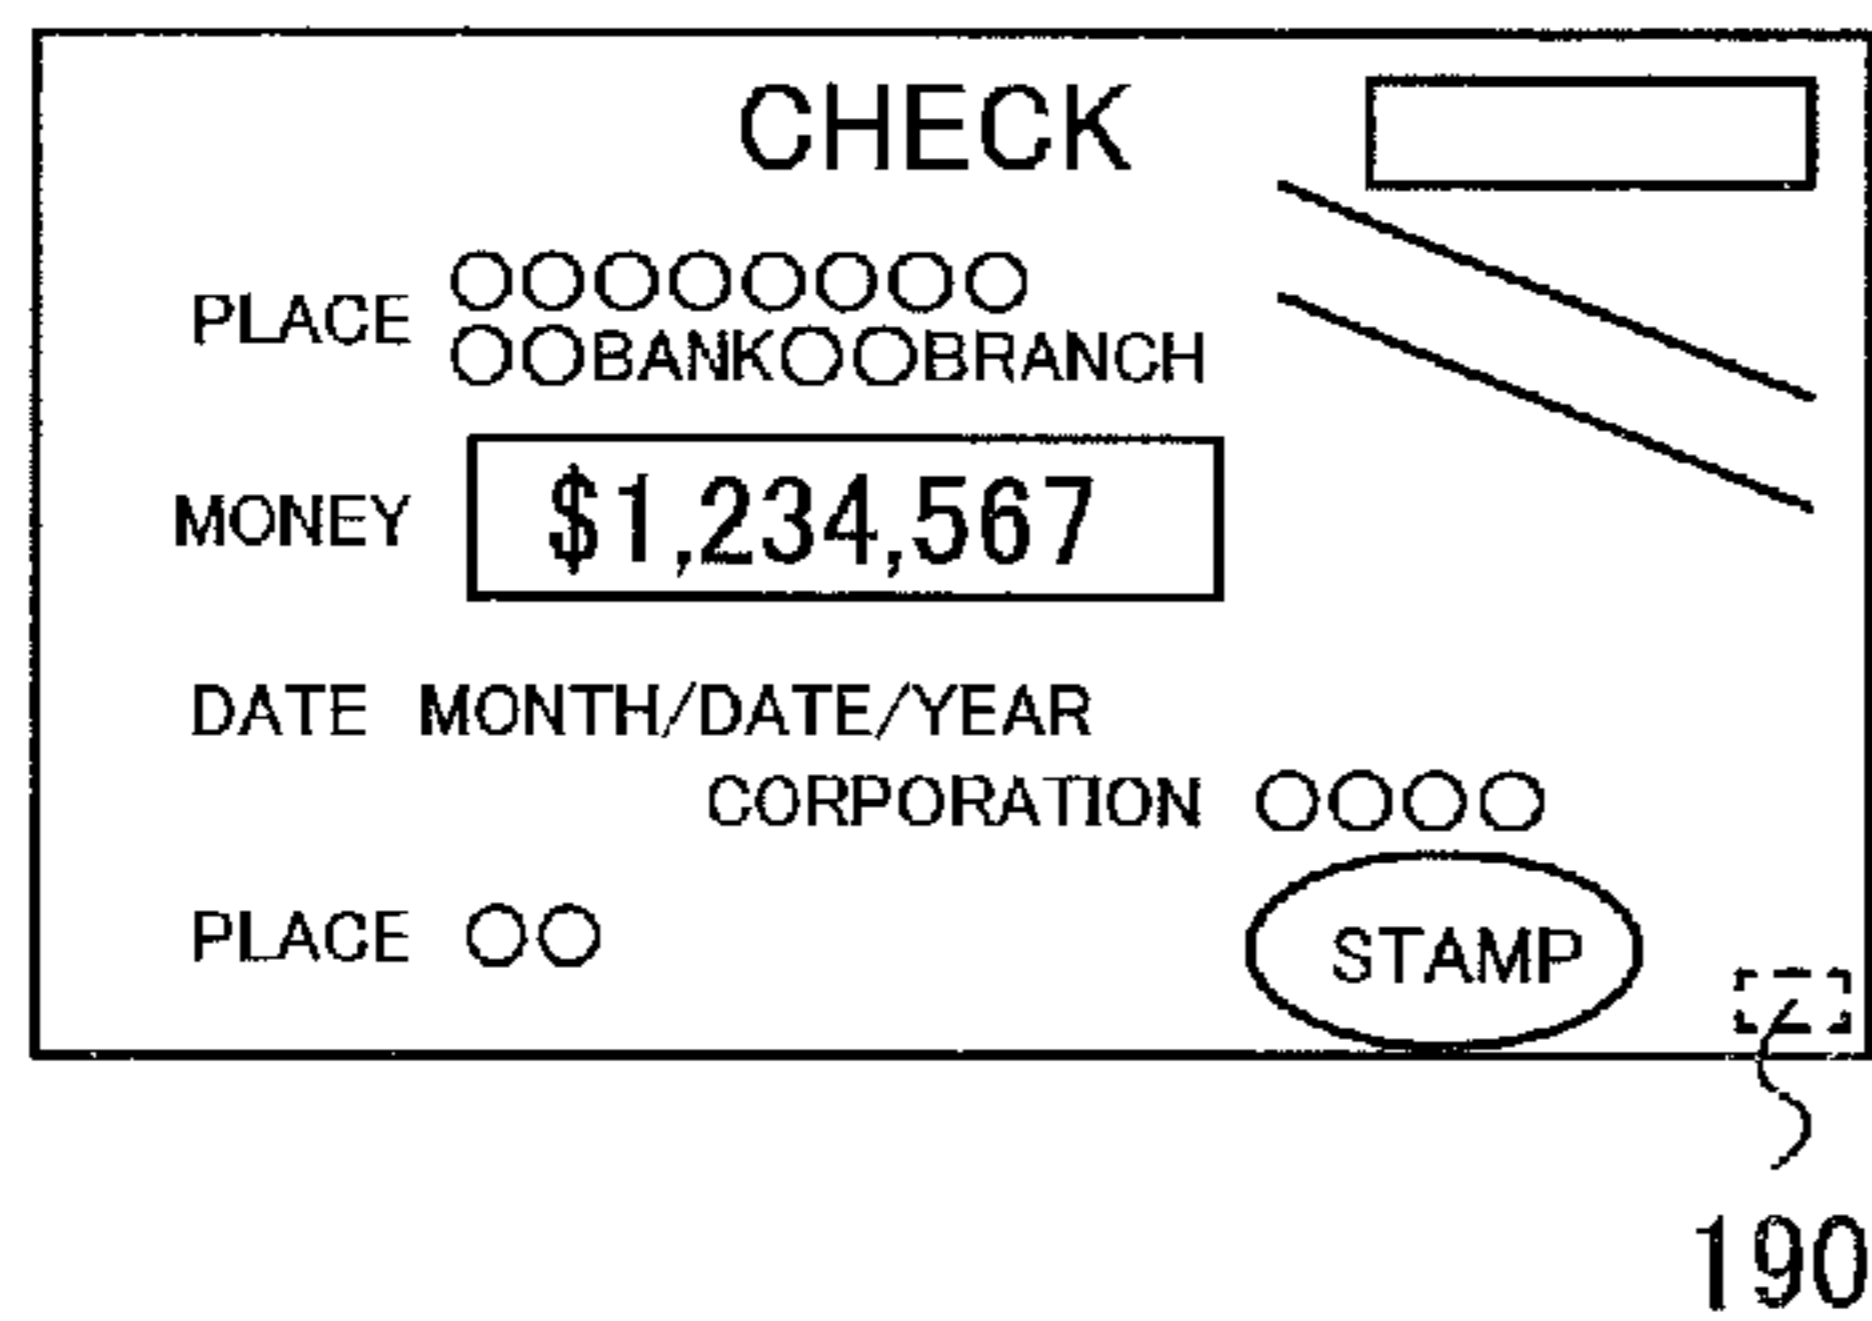 CHECK
PLACE ○○○○○○○○
○○BANK○○BRANCH
MONEY $1,234,567
DATE MONTH/DATE/YEAR
CORPORATION ○○○○
PLACE ○○
STAMP
190